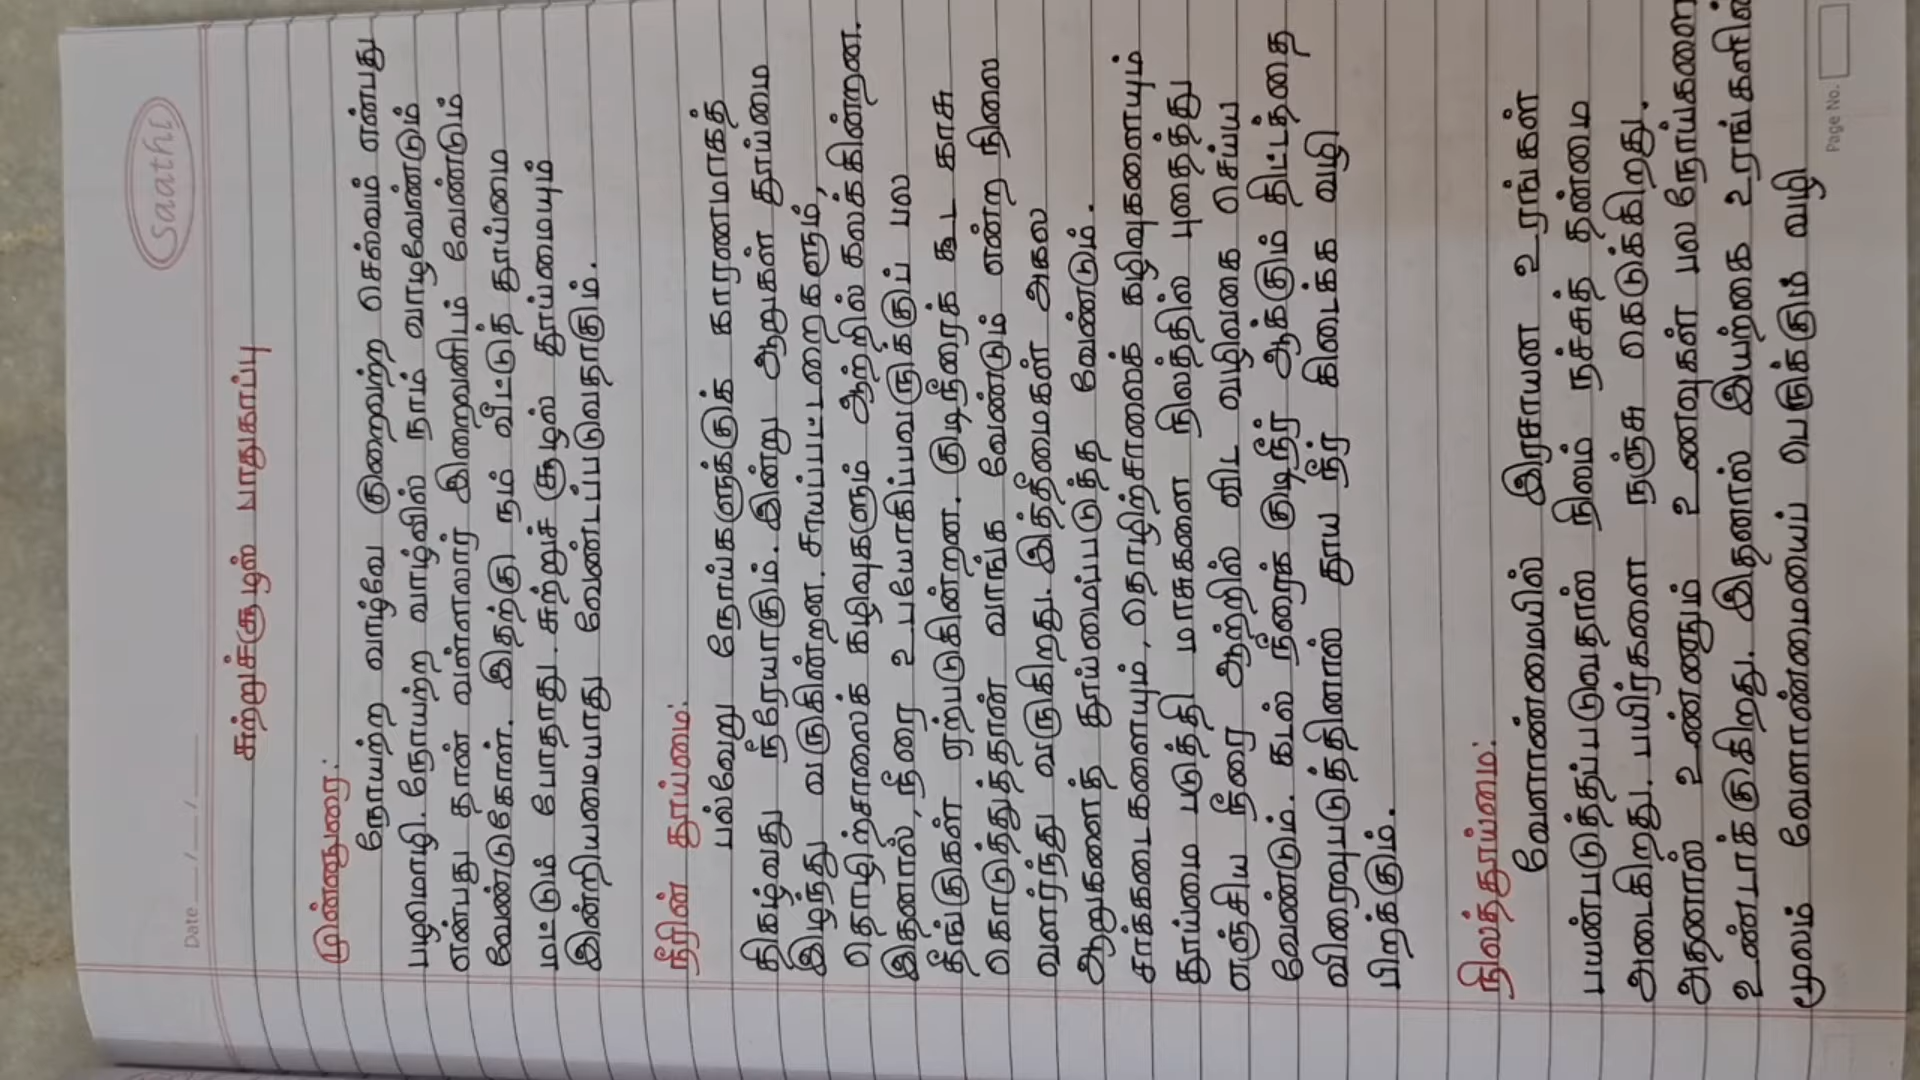 Saathi
Date __/__/__
சுற்றுச்சூழல் பாதுகாப்பு
முன்னுரை:
நோயற்ற வாழ்வே குறைவற்ற செல்வம் என்பது
பழமொழி. நோயற்ற வாழ்வில் நாம் வாழவேண்டும்
என்பது தான் வள்ளலார் இறைவனிடம் வேண்டும்
வேண்டுகோள். இதற்கு நம் வீட்டுத் தூய்மை
மட்டும் போதாது. சுற்றுச் சூழல் தூய்மையும்
இன்றியமையாது வேண்டப்படுவதாகும்.
நீரின் தூய்மை:
பல்வேறு நோய்களுக்குக் காரணமாகத்
திகழ்வது நீரேயாகும். இன்று ஆறுகள் தூய்மை
இழந்து வருகின்றன. சாயப்பட்டறைகளும்,
தொழிற்சாலைக் கழிவுகளும் ஆற்றில் கலக்கின்றன.
இதனால், நீரை உபயோகிப்பவருக்குப் பல
தீங்குகள் ஏற்படுகின்றன. குடிநீரைக் கூட காசு
கொடுத்துத்தான் வாங்க வேண்டும் என்ற நிலை
வளர்ந்து வருகிறது. இத்தீமைகள் அகல
ஆறுகளைத் தூய்மைப்படுத்த வேண்டும்.
சாக்கடைகளையும், தொழிற்சாலைக் கழிவுகளையும்
தூய்மை படுத்தி மாசுகளை நிலத்தில் புதைத்து
எஞ்சிய நீரை ஆற்றில் விட வழிவகை செய்ய
வேண்டும். கடல் நீரைக் குடிநீர் ஆக்கும் திட்டத்தை
விரைவுபடுத்தினால் தூய நீர் கிடைக்க வழி
பிறக்கும்.
நிலத்தூய்மை:
வேளாண்மையில் இரசாயன உரங்கள்
பயன்படுத்தப்படுவதால் நிலம் நச்சுத் தன்மை
அடைகிறது. பயிர்களை நஞ்சு கெடுக்கிறது.
அதனால் உண்ணும் உணவுகள் பல நோய்களை
உண்டாக்குகிறது. இதனால் இயற்கை உரங்களின்
மூலம் வேளாண்மையைப் பெருக்கும் வழி
Page No.